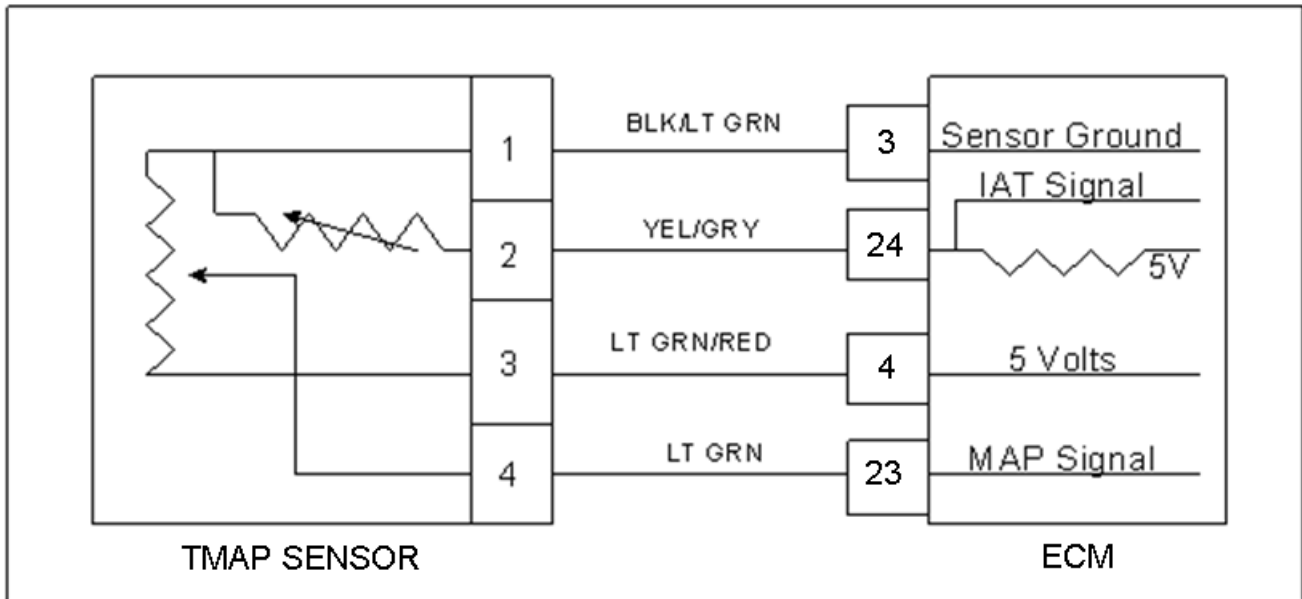 1 BLK/LT GRN 3 Sensor Ground
IAT Signal
2 YEL/GRY 24 5V
3 LT GRN/RED 4 5 Volts
4 LT GRN 23 MAP Signal
TMAP SENSOR ECM